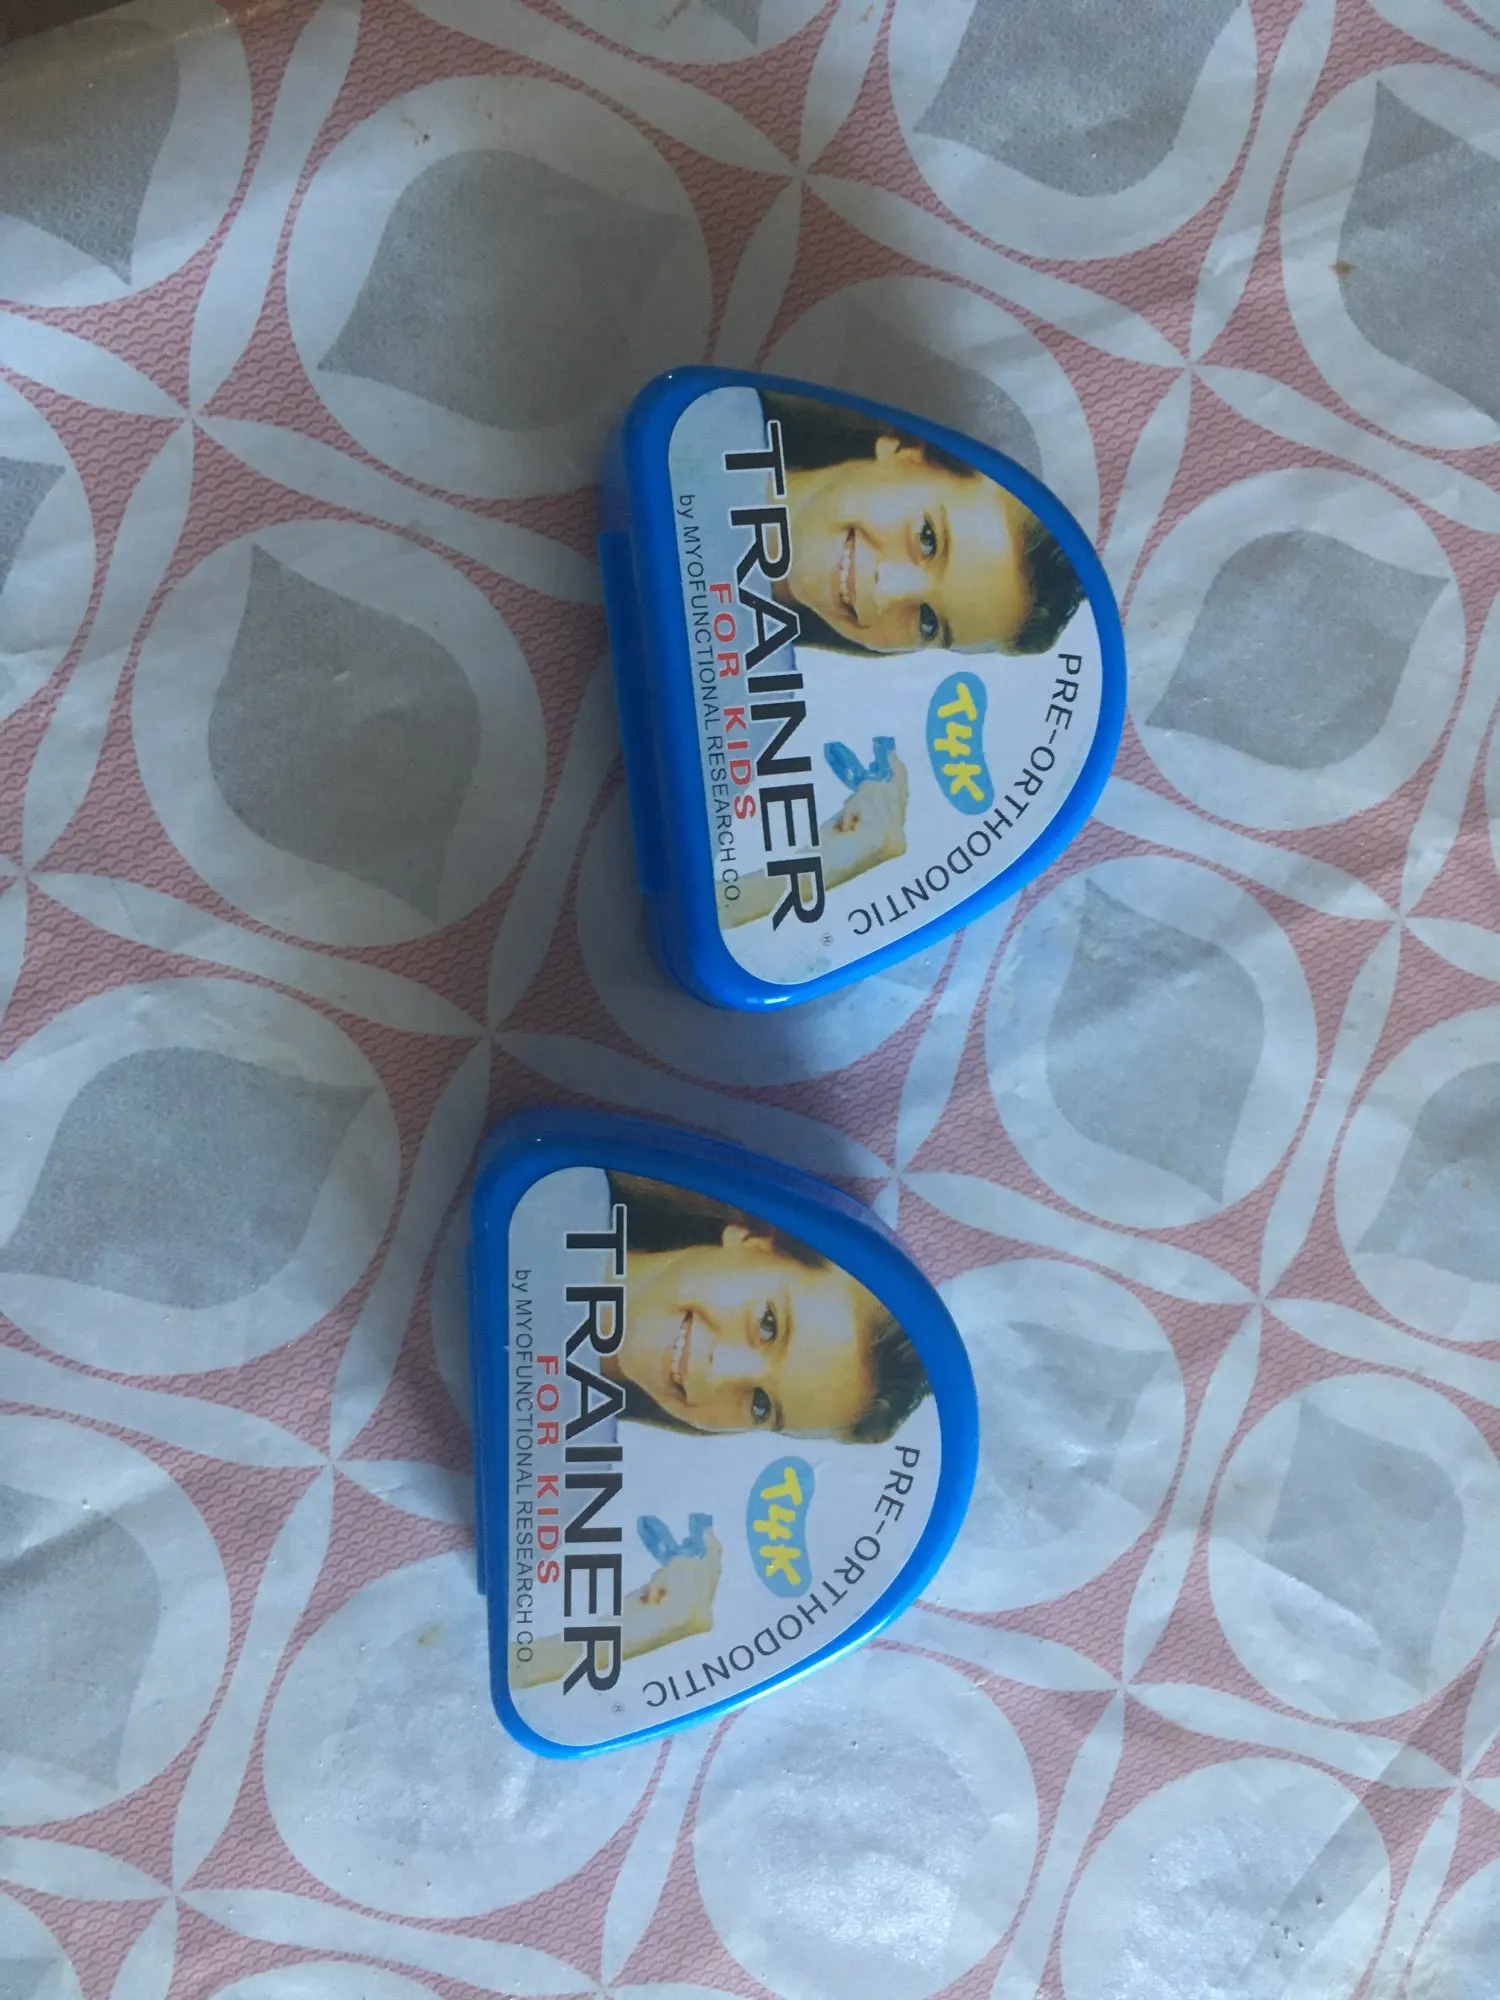 PRE-ORTHODONTIC
T4K
TRAINER®
FOR KIDS
by MYOFUNCTIONAL RESEARCH CO.
PRE-ORTHODONTIC
T4K
TRAINER®
FOR KIDS
by MYOFUNCTIONAL RESEARCH CO.